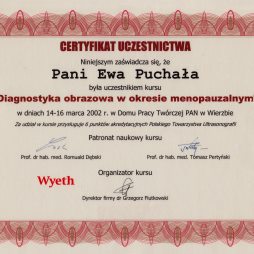 CERTYFIKAT UCZESTNICTWA
Niniejszym zaświadcza się, że
Pani Ewa Puchała
była uczestnikiem kursu
Diagnostyka obrazowa w okresie menopauzalnym
w dniach 14-16 marca 2002 w Domu Pracy Twórczej PAN w Wierzbie
Za udział w kursie przysługuje 6 punktów akredytacyjnych Polskiego Towarzystwa Ultrasonografii
Patronat naukowy kursu
Prof. dr hab. med. Romuald Dębski
Prof. dr hab. med. Tomasz Pertyński
Organizator kursu
Wyeth
Dyrektor firmy dr Grzegorz Flutkowski